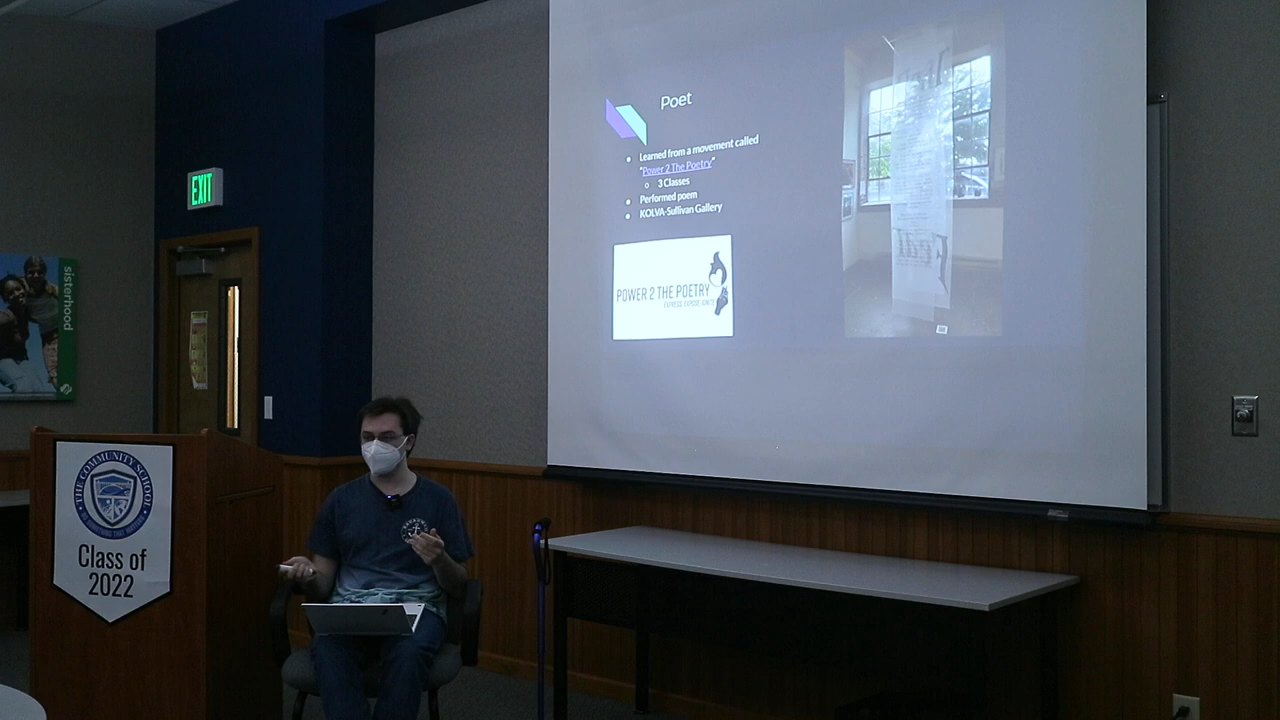 Poet
Learned from a movement called
"Power 2 The Poetry"
3 Classes
Performed poem
KOLVA-Sullivan Gallery
POWER 2 THE POETRY
EXIT
sisterhood
THE COMMUNITY SCHOOL
Class of
2022